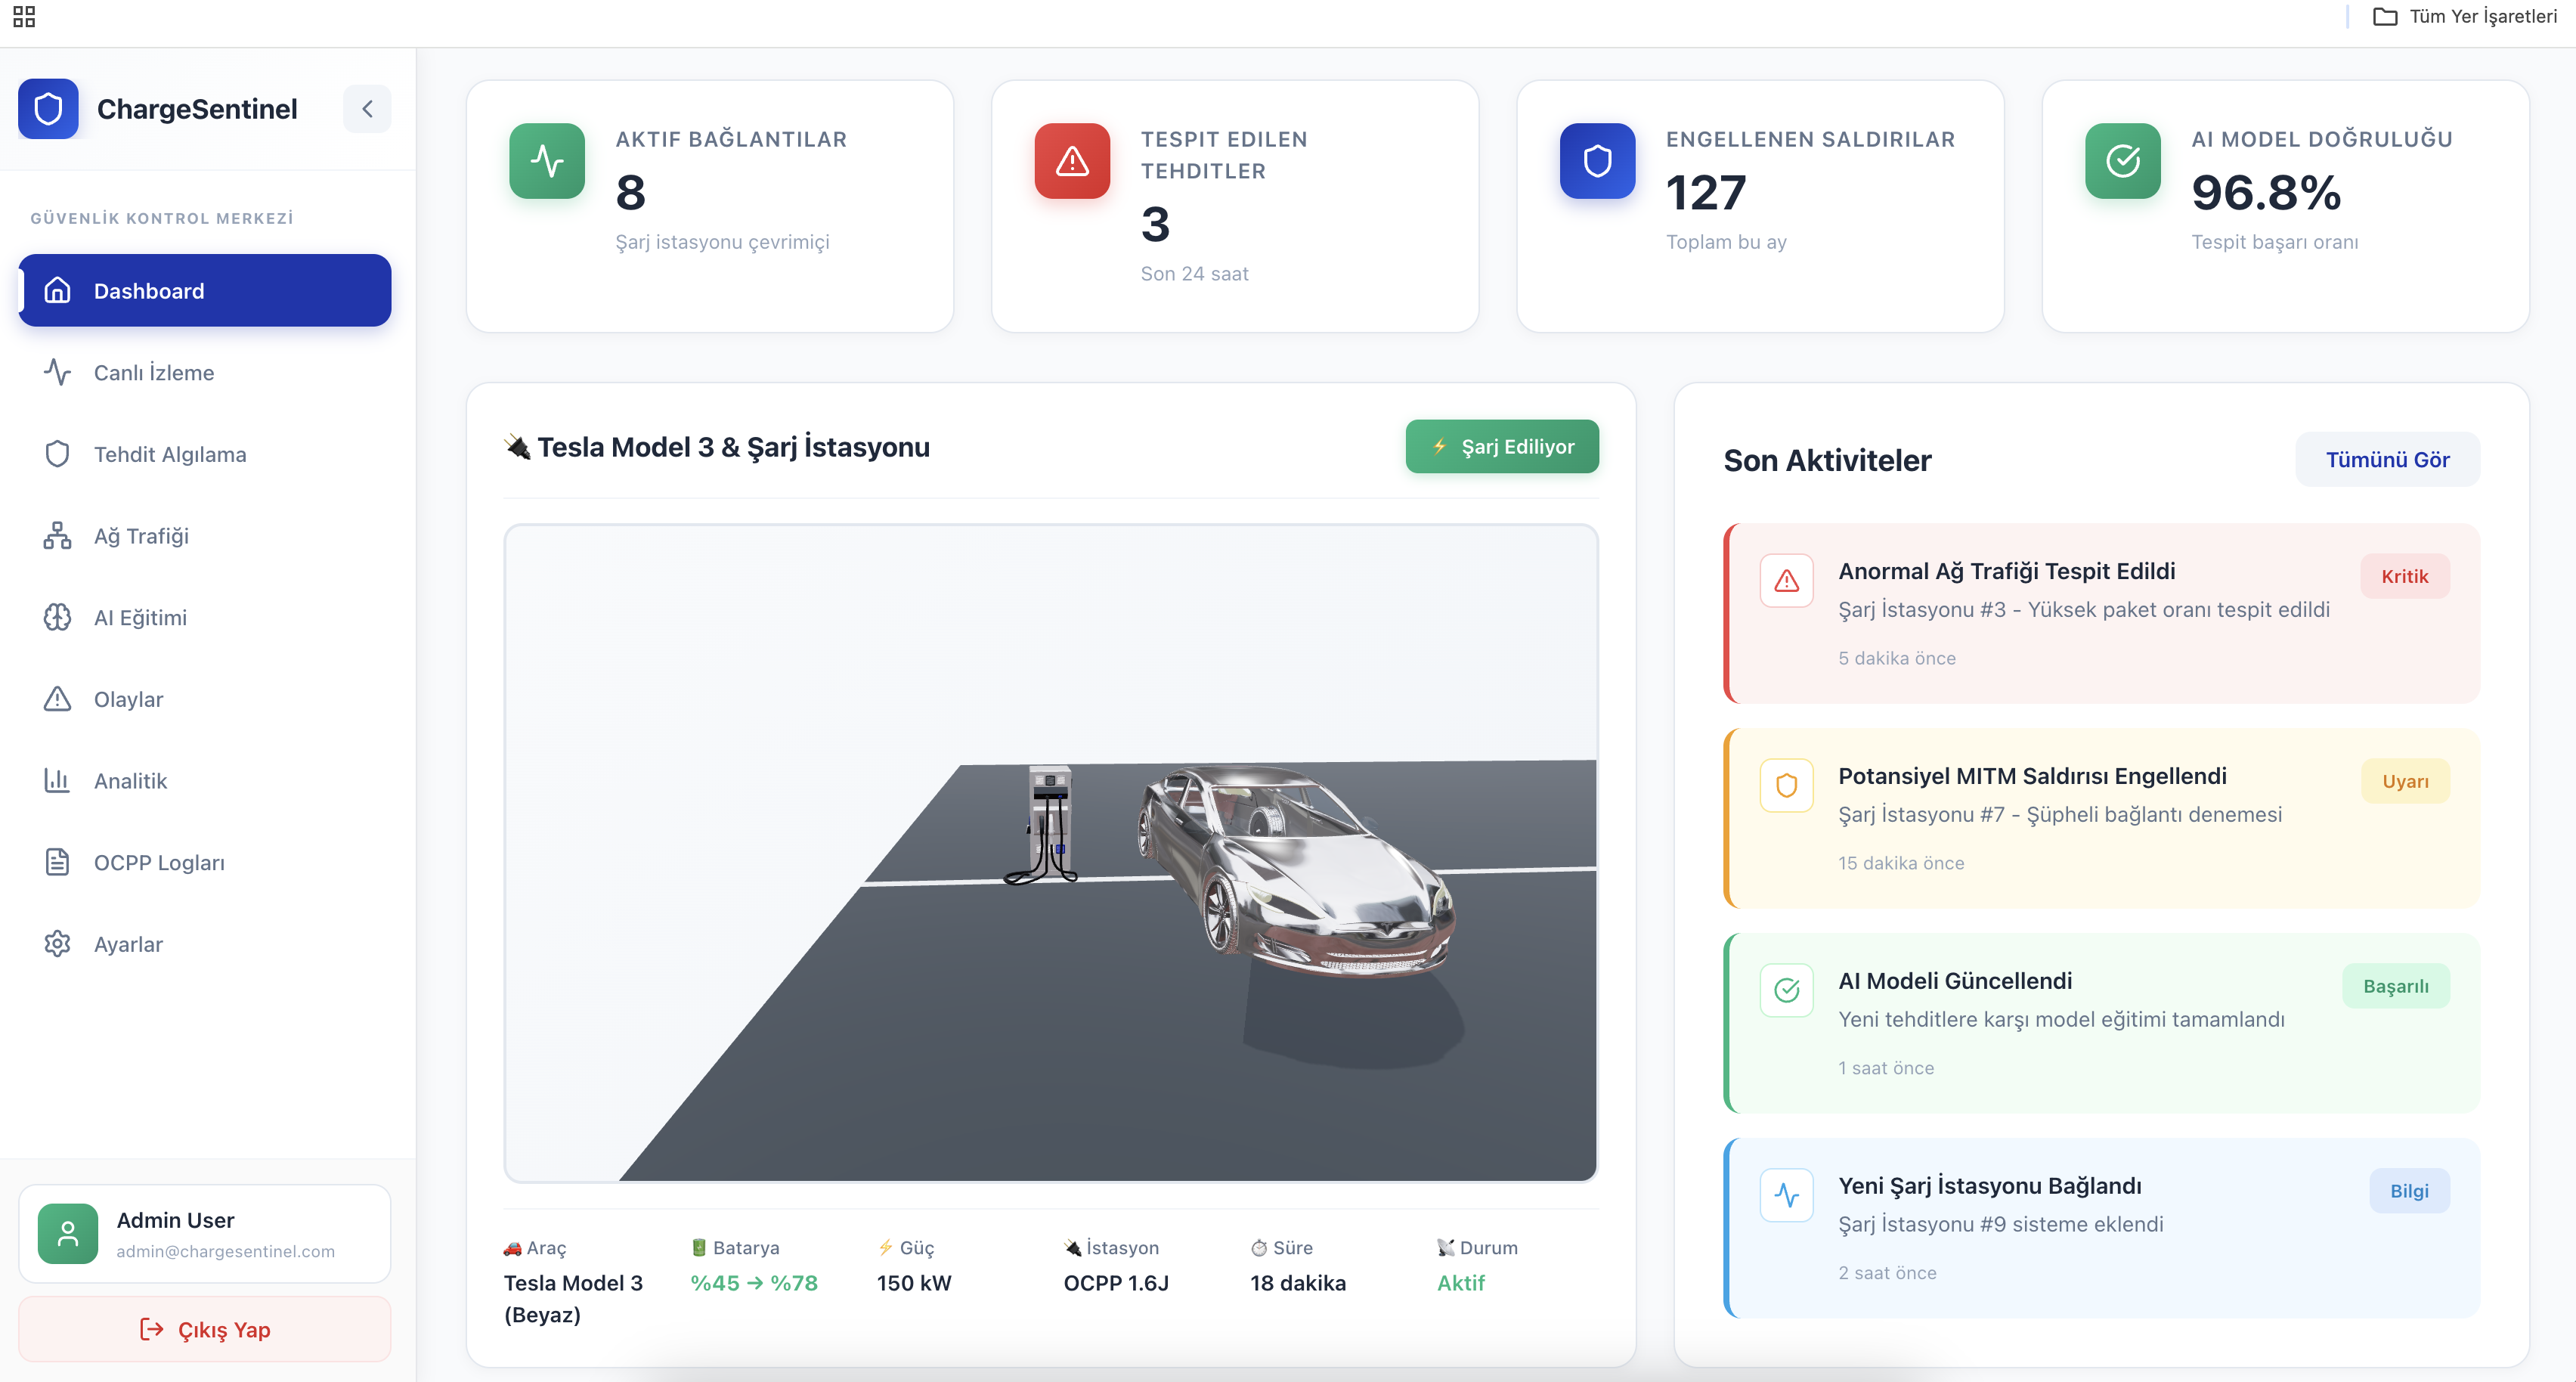 Tüm Yer İşaretleri
ChargeSentinel
GÜVENLİK KONTROL MERKEZİ
Dashboard
Canlı İzleme
Tehdit Algılama
Ağ Trafiği
AI Eğitimi
Olaylar
Analitik
OCPP Logları
Ayarlar
Admin User
admin@chargesentinel.com
Çıkış Yap
AKTIF BAĞLANTILAR
8
Şarj istasyonu çevrimiçi
TESPIT EDILEN
TEHDITLER
3
Son 24 saat
ENGELLENEN SALDIRILAR
127
Toplam bu ay
AI MODEL DOĞRULUĞU
96.8%
Tespit başarı oranı
Tesla Model 3 & Şarj İstasyonu
Şarj Ediliyor
Araç
Tesla Model 3
(Beyaz)
Batarya
%45 → %78
Güç
150 kW
İstasyon
OCPP 1.6J
Süre
18 dakika
Durum
Aktif
Son Aktiviteler
Tümünü Gör
Anormal Ağ Trafiği Tespit Edildi
Kritik
Şarj İstasyonu #3 - Yüksek paket oranı tespit edildi
5 dakika önce
Potansiyel MITM Saldırısı Engellendi
Uyarı
Şarj İstasyonu #7 - Şüpheli bağlantı denemesi
15 dakika önce
AI Modeli Güncellendi
Başarılı
Yeni tehditlere karşı model eğitimi tamamlandı
1 saat önce
Yeni Şarj İstasyonu Bağlandı
Bilgi
Şarj İstasyonu #9 sisteme eklendi
2 saat önce